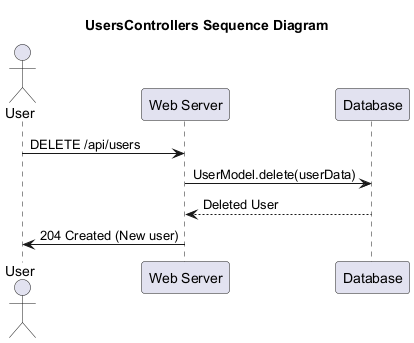 UsersControllers Sequence Diagram
User
Web Server
Database
DELETE /api/users
UserModel.delete(userData)
Deleted User
204 Created (New user)
User
Web Server
Database